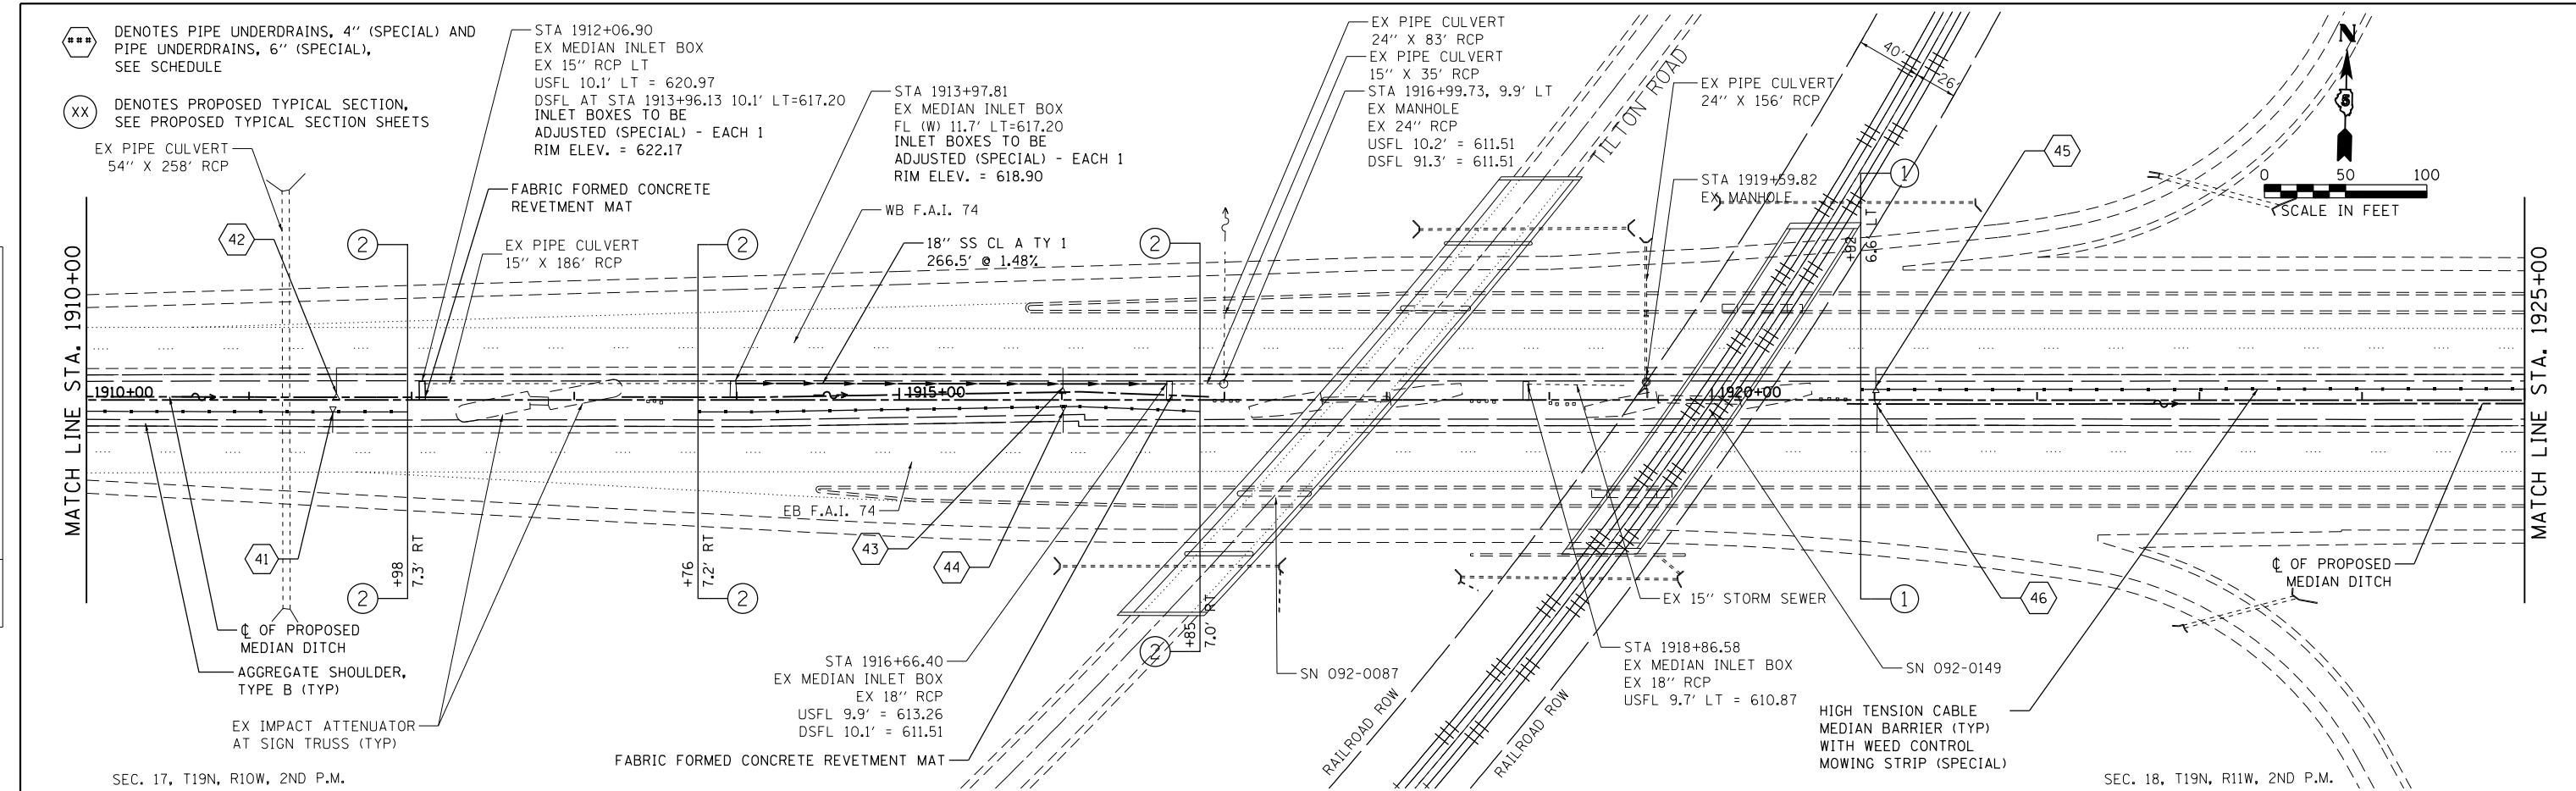 ###
DENOTES PIPE UNDERDRAINS, 4'' (SPECIAL) AND
PIPE UNDERDRAINS, 6'' (SPECIAL),
SEE SCHEDULE
XX
DENOTES PROPOSED TYPICAL SECTION,
SEE PROPOSED TYPICAL SECTION SHEETS
EX PIPE CULVERT
54'' X 258' RCP
STA 1912+06.90
EX MEDIAN INLET BOX
EX 15'' RCP LT
USFL 10.1' LT = 620.97
DSFL AT STA 1913+96.13 10.1' LT=617.20
INLET BOXES TO BE
ADJUSTED (SPECIAL) - EACH 1
RIM ELEV. = 622.17
FABRIC FORMED CONCRETE
REVETMENT MAT
EX PIPE CULVERT
15'' X 186' RCP
STA 1913+97.81
EX MEDIAN INLET BOX
FL (W) 11.7' LT=617.20
INLET BOXES TO BE
ADJUSTED (SPECIAL) - EACH 1
RIM ELEV. = 618.90
WB F.A.I. 74
18'' SS CL A TY 1
266.5' @ 1.48%
EX PIPE CULVERT
24'' X 83' RCP
EX PIPE CULVERT
15'' X 35' RCP
STA 1916+99.73, 9.9' LT
EX MANHOLE
EX 24'' RCP
USFL 10.2' = 611.51
DSFL 91.3' = 611.51
TILTON ROAD
EX PIPE CULVERT
24'' X 156' RCP
STA 1919+59.82
EX MANHOLE
40'
26'
N
5
0 50 100
SCALE IN FEET
42
2
2
2
45
1
+92
6.6' LT
MATCH LINE STA. 1910+00
1910+00
1915+00
1920+00
MATCH LINE STA. 1925+00
EB F.A.I. 74
41
43
44
46
+98
7.3' RT
2
+76
7.2' RT
2
+85
7.0' RT
2
1
℄ OF PROPOSED
MEDIAN DITCH
AGGREGATE SHOULDER,
TYPE B (TYP)
EX IMPACT ATTENUATOR
AT SIGN TRUSS (TYP)
STA 1916+66.40
EX MEDIAN INLET BOX
EX 18'' RCP
USFL 9.9' = 613.26
DSFL 10.1' = 611.51
FABRIC FORMED CONCRETE REVETMENT MAT
SN 092-0087
RAILROAD ROW
RAILROAD ROW
EX 15'' STORM SEWER
STA 1918+86.58
EX MEDIAN INLET BOX
EX 18'' RCP
USFL 9.7' LT = 610.87
SN 092-0149
HIGH TENSION CABLE
MEDIAN BARRIER (TYP)
WITH WEED CONTROL
MOWING STRIP (SPECIAL)
℄ OF PROPOSED
MEDIAN DITCH
SEC. 17, T19N, R10W, 2ND P.M.
SEC. 18, T19N, R11W, 2ND P.M.